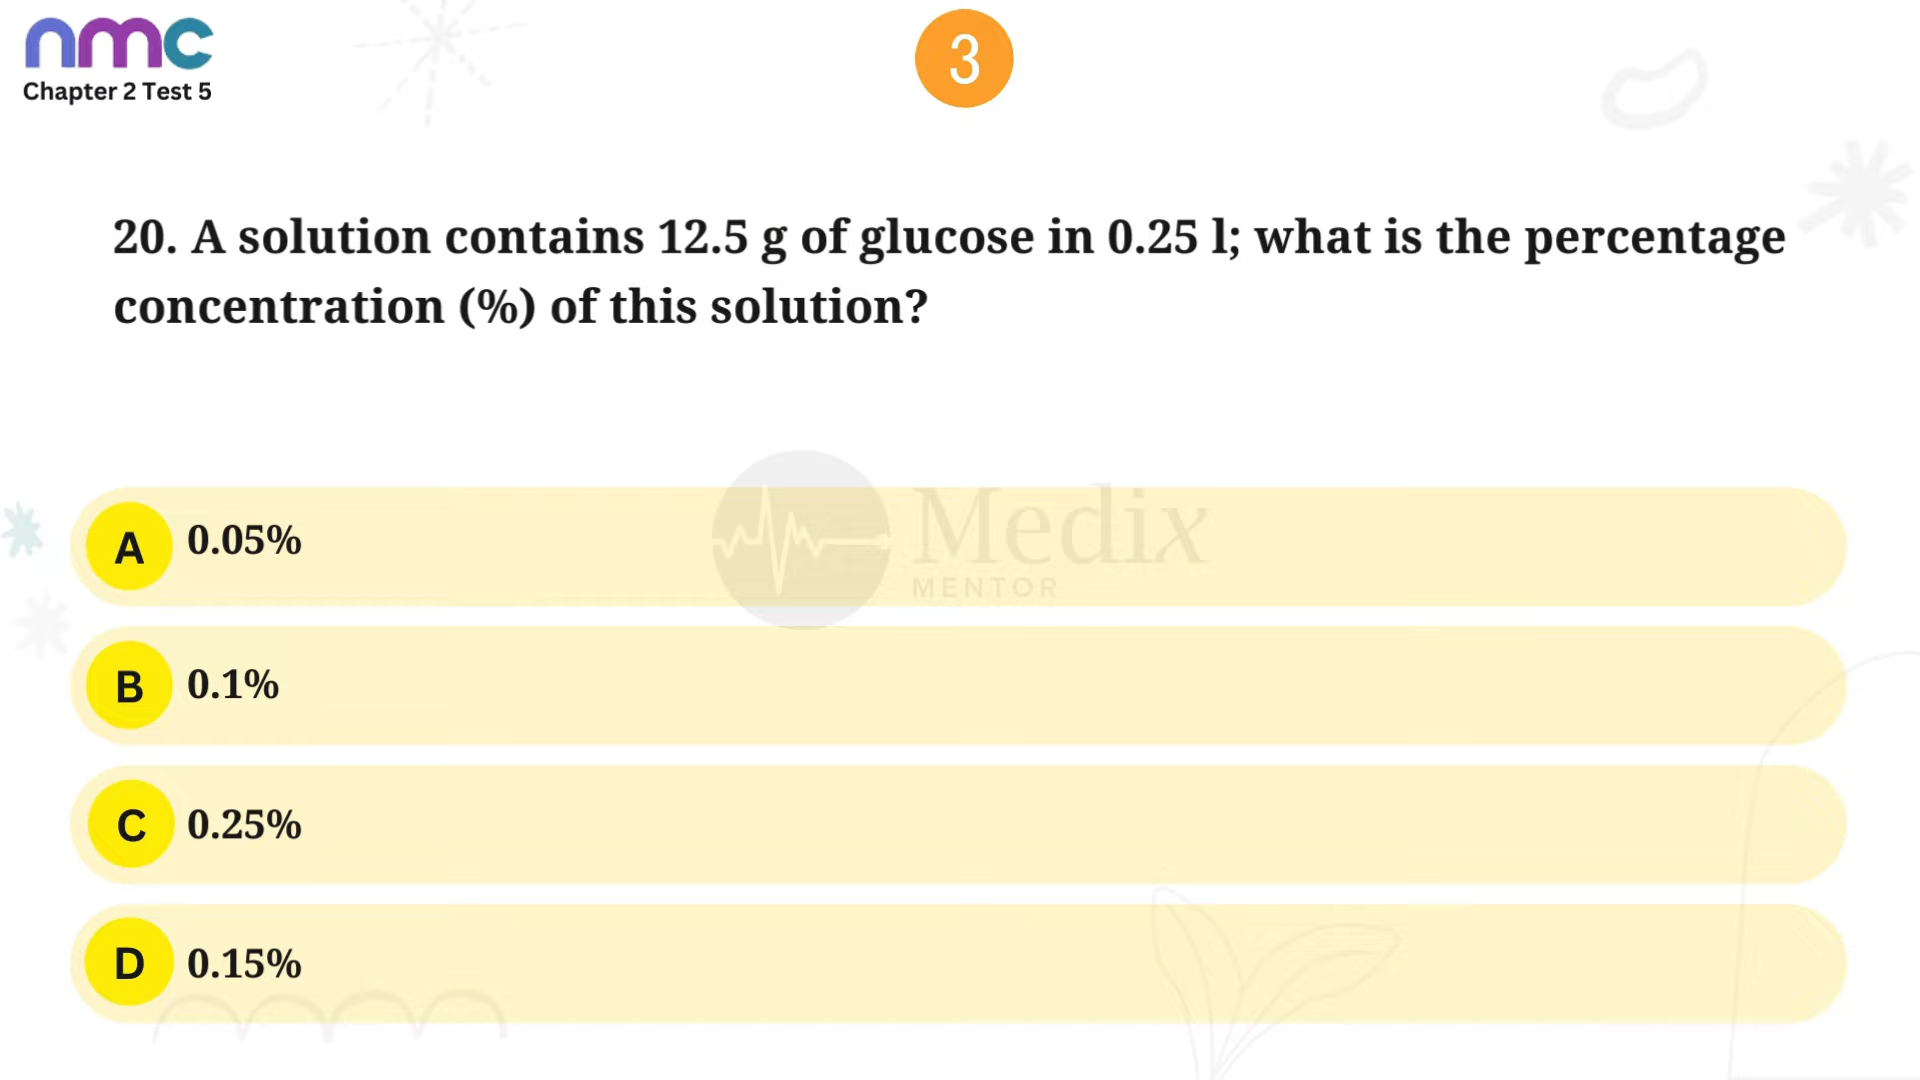 nmc
Chapter 2 Test 5
3
20. A solution contains 12.5 g of glucose in 0.25 l; what is the percentage
concentration (%) of this solution?
Medix
MENTOR
A 0.05%
B 0.1%
C 0.25%
D 0.15%